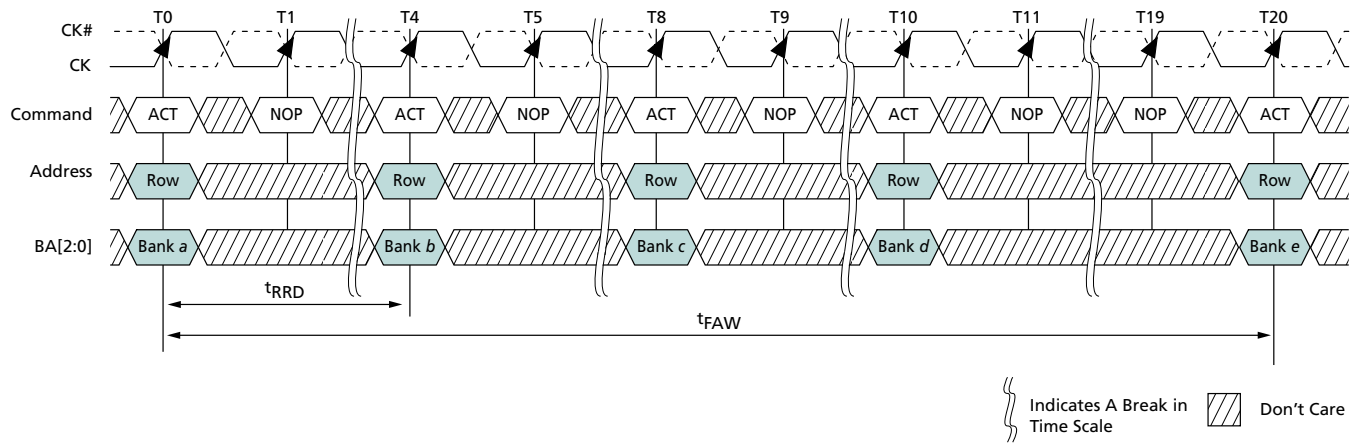 T0 T1 T4 T5 T8 T9 T10 T11 T19 T20
CK#
CK
Command ACT NOP ACT NOP ACT NOP ACT NOP NOP ACT
Address Row Row Row Row Row
BA[2:0] Bank a Bank b Bank c Bank d Bank e
tRRD
tFAW
Indicates A Break in
Time Scale
Don't Care